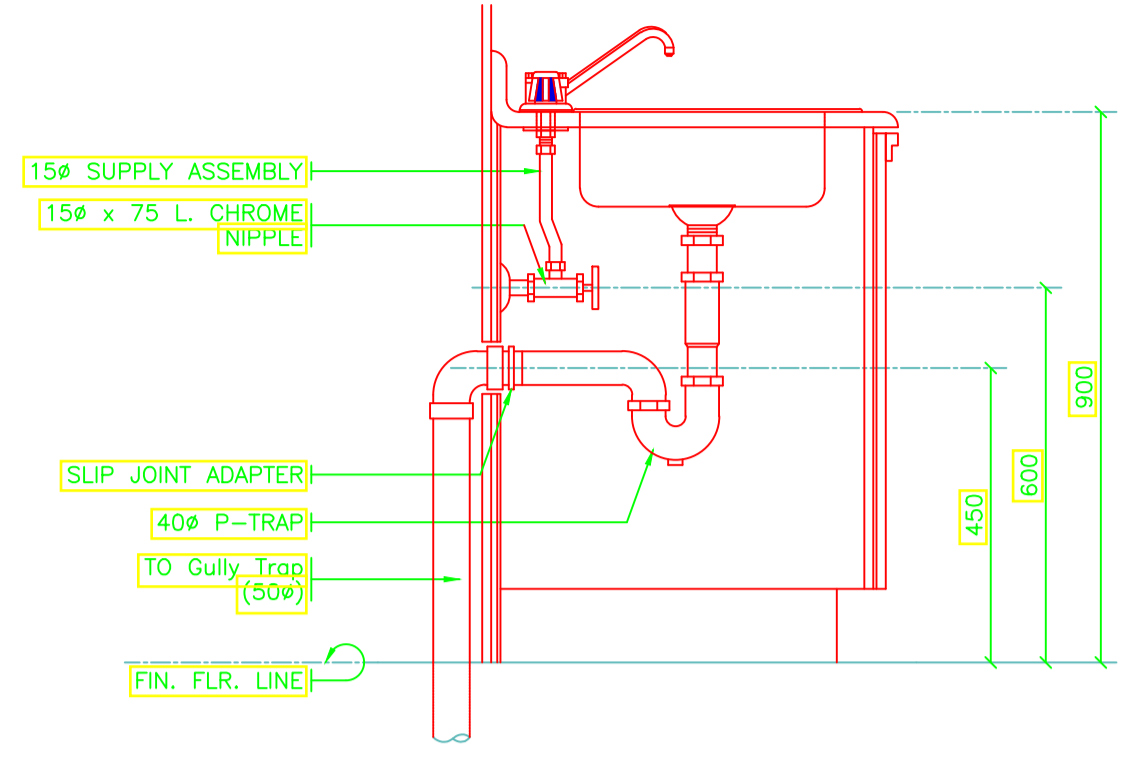 15ø SUPPLY ASSEMBLY
15ø x 75 L. CHROME
NIPPLE
SLIP JOINT ADAPTER
40ø P-TRAP
TO Gully Trap
(50ø)
FIN. FLR. LINE
450
600
900